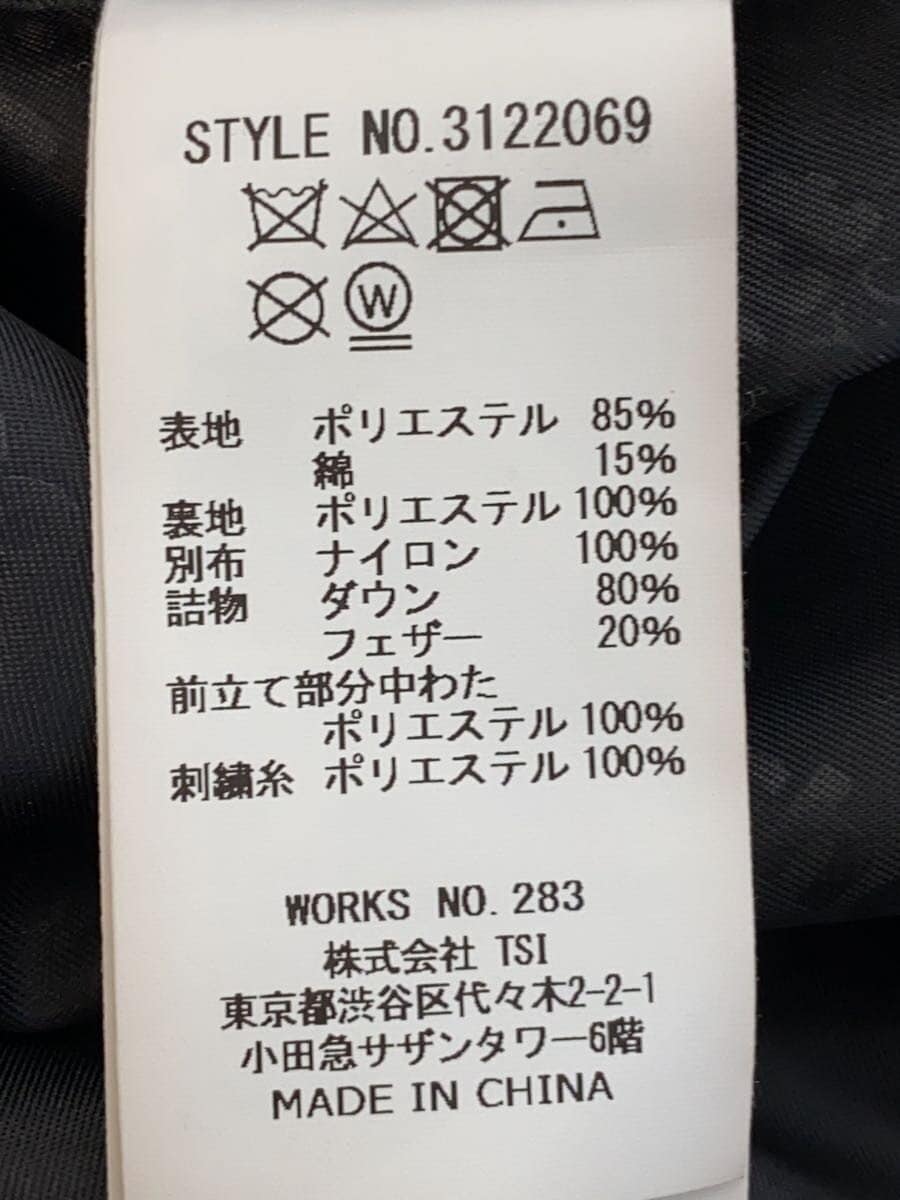 STYLE NO.3122069
W
表地 ポリエステル 85%
綿 15%
裏地 ポリエステル 100%
別布 ナイロン 100%
詰物 ダウン 80%
フェザー 20%
前立て部分中わた
ポリエステル 100%
刺繍糸 ポリエステル 100%
WORKS NO. 283
株式会社 TSI
東京都渋谷区代々木2-2-1
小田急サザンタワー6階
MADE IN CHINA